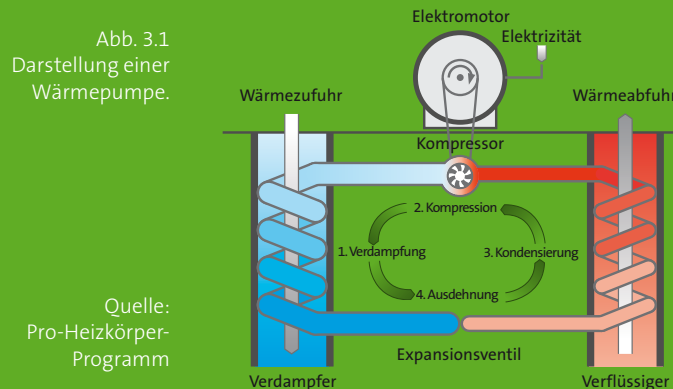 Abb. 3.1
Darstellung einer
Wärmepumpe.
Elektromotor
Elektrizität
Wärmezufuhr
Wärmeabfuhr
Kompressor
2. Kompression
1. Verdampfung
3. Kondensierung
4. Ausdehnung
Quelle:
Pro-Heizkörper-
Programm
Expansionsventil
Verdampfer
Verflüssiger